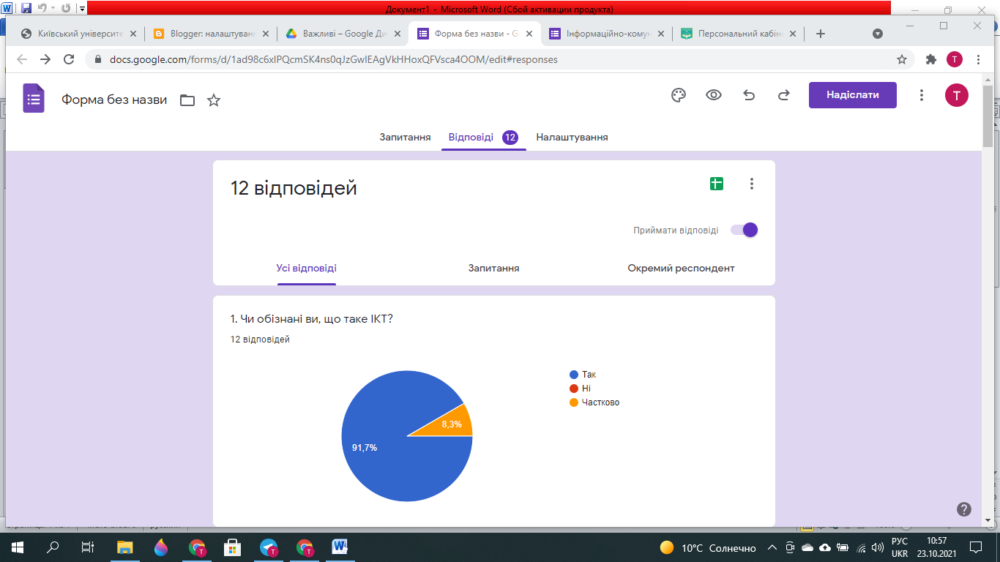 Документ1 - Microsoft Word (Сбой активации продукта)
Київський університе
Blogger: налаштуван
Важливі – Google Ди
Форма без назви - G
Інформаційно-комун
Персональний кабін
docs.google.com/forms/d/1ad98c6xlPQcmSK4ns0qJzGwlEAgVkHHoxQFVsca4OOM/edit#responses
T
Форма без назви
Надіслати
T
Запитання
Відповіді 12
Налаштування
12 відповідей
Приймати відповіді
Усі відповіді
Запитання
Окремий респондент
1. Чи обізнані ви, що таке ІКТ?
12 відповідей
Так
Ні
Частково
8,3%
91,7%
10°C Солнечно
РУС
UKR
10:57
23.10.2021